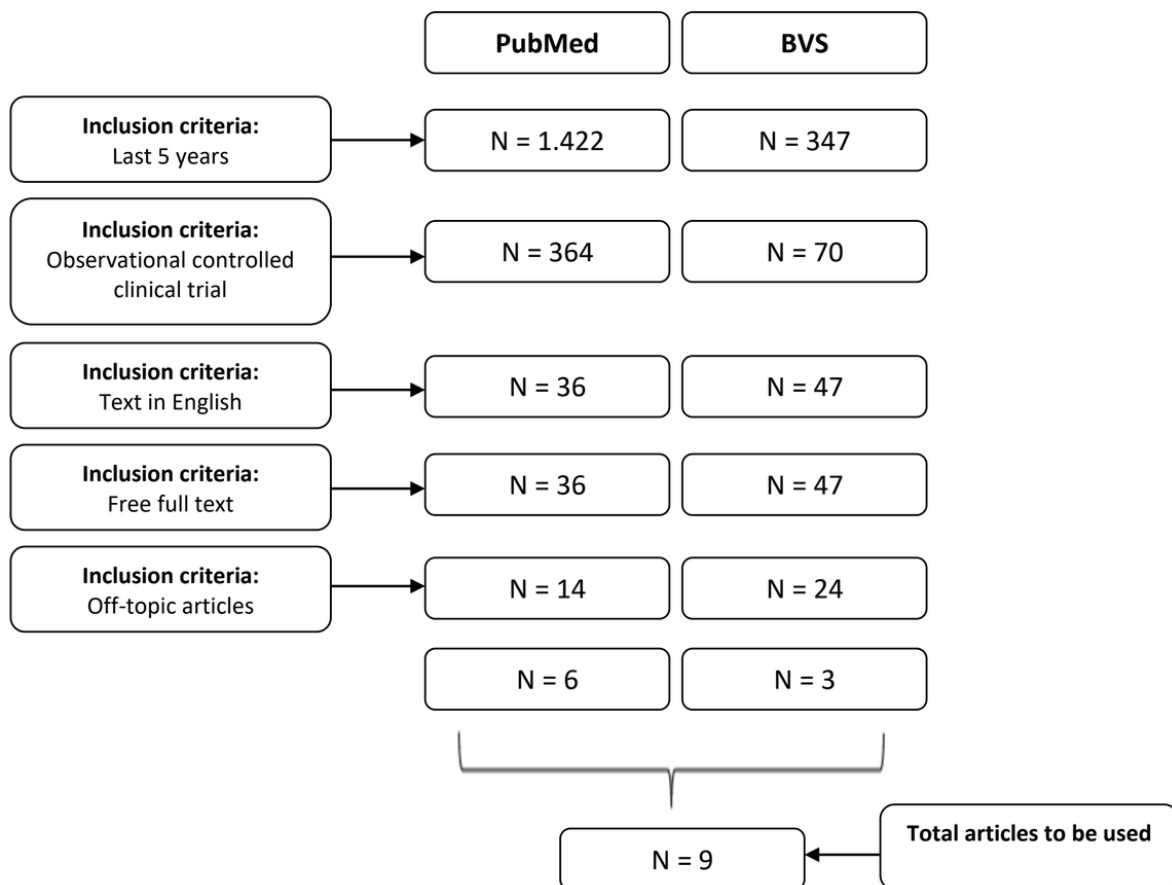 PubMed
BVS
Inclusion criteria:
Last 5 years
N = 1.422
N = 347
Inclusion criteria:
Observational controlled
clinical trial
N = 364
N = 70
Inclusion criteria:
Text in English
N = 36
N = 47
Inclusion criteria:
Free full text
N = 36
N = 47
Inclusion criteria:
Off-topic articles
N = 14
N = 24
N = 6
N = 3
Total articles to be used
N = 9